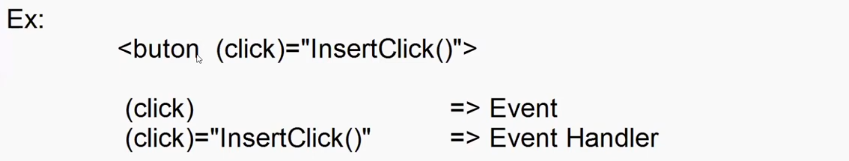 Ex:
<buton (click)="InsertClick()">
(click) => Event
(click)="InsertClick()" => Event Handler